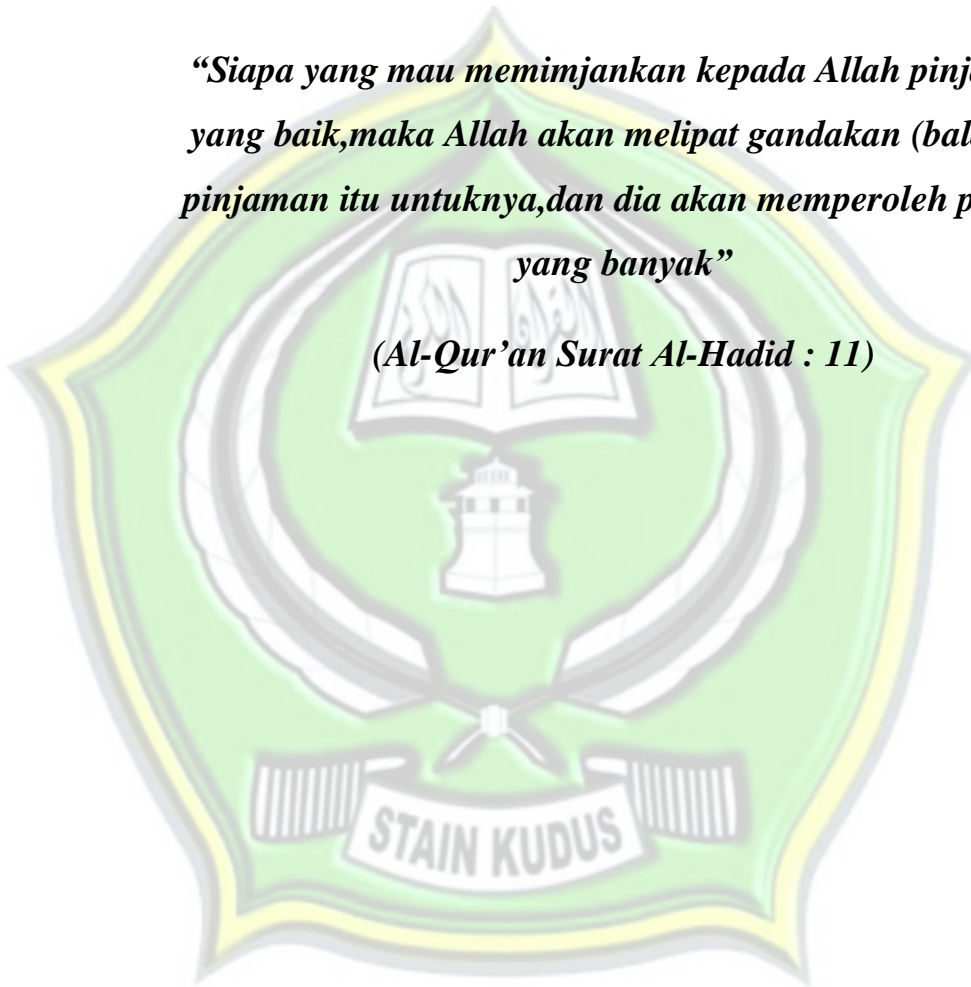 “Siapa yang mau memimjankan kepada Allah
yang baik,maka Allah akan melipat gandakan
pinjaman itu untuknya,dan dia akan memperoleh
yang banyak”
(Al-Qur’an Surat Al-Hadid : 11)
STAIN KUDUS